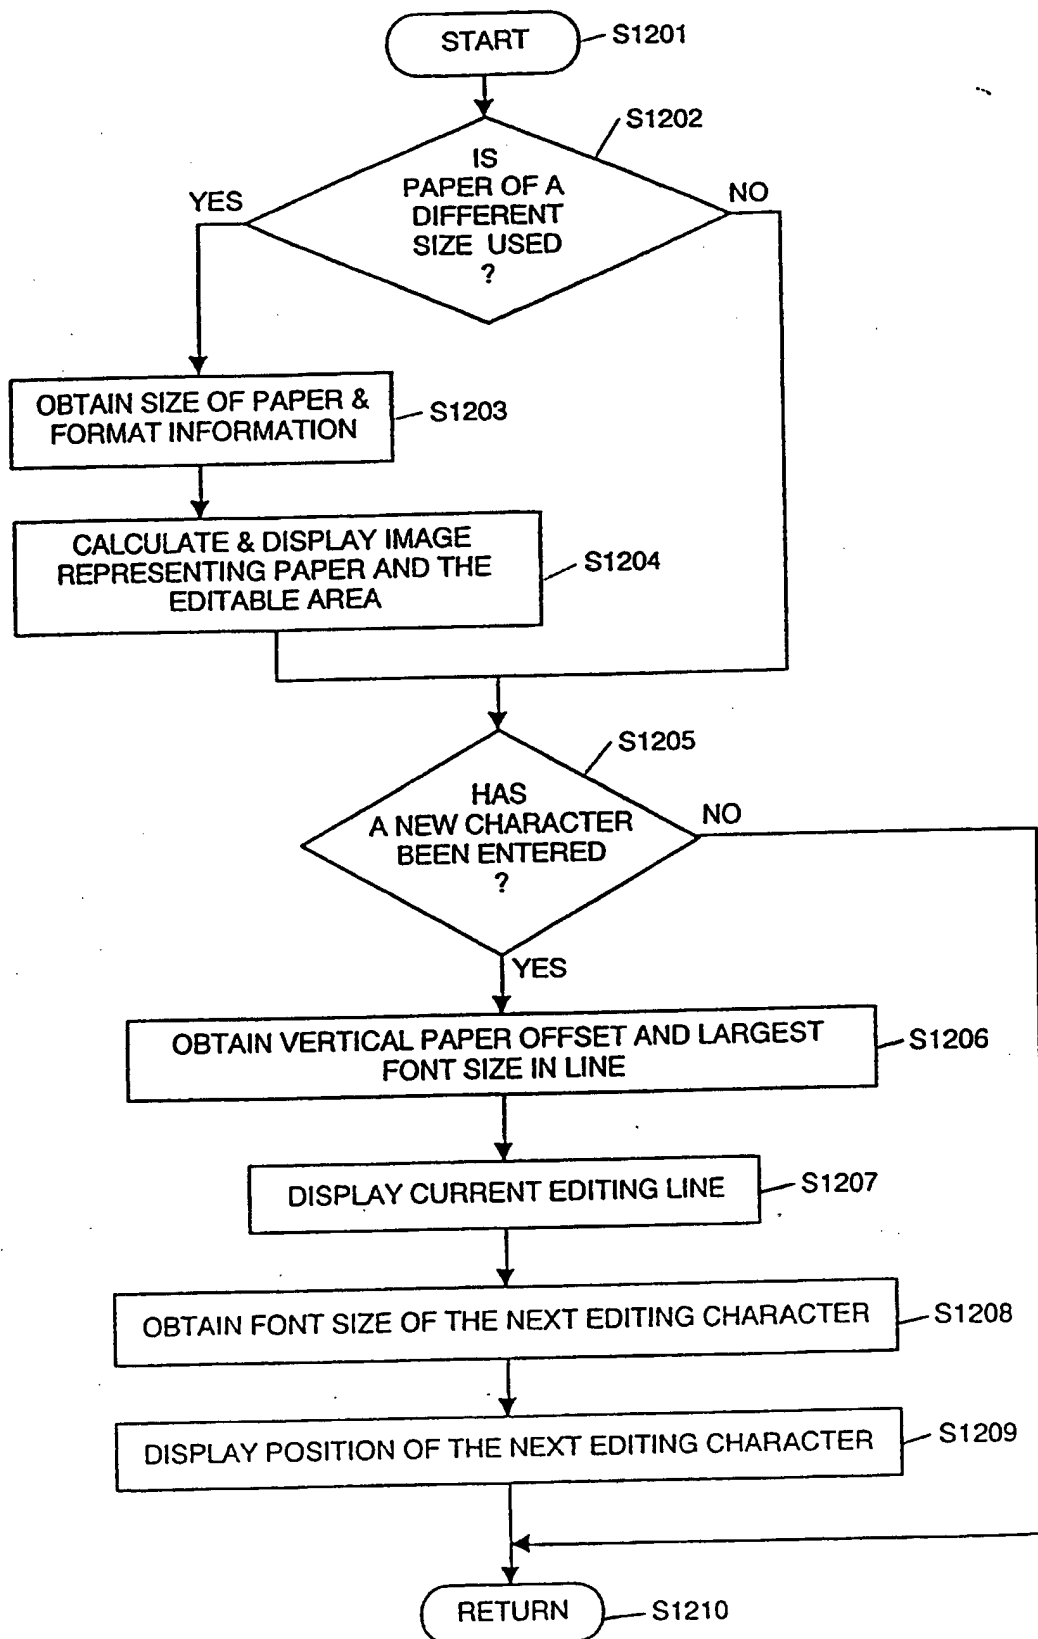 START
S1201
S1202
IS
PAPER OF A
DIFFERENT
SIZE USED
?
YES
NO
OBTAIN SIZE OF PAPER &
FORMAT INFORMATION
S1203
CALCULATE & DISPLAY IMAGE
REPRESENTING PAPER AND THE
EDITABLE AREA
S1204
S1205
HAS
A NEW CHARACTER
BEEN ENTERED
?
NO
YES
OBTAIN VERTICAL PAPER OFFSET AND LARGEST
FONT SIZE IN LINE
S1206
DISPLAY CURRENT EDITING LINE
S1207
OBTAIN FONT SIZE OF THE NEXT EDITING CHARACTER
S1208
DISPLAY POSITION OF THE NEXT EDITING CHARACTER
S1209
RETURN
S1210